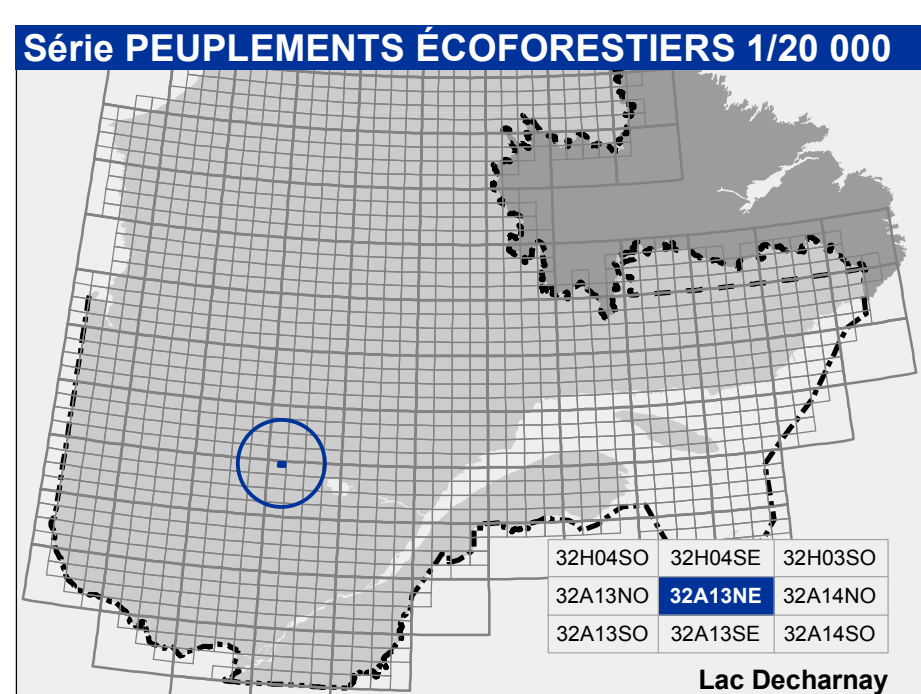 Série PEUPLEMENTS ÉCOFORESTIERS 1/20 000
32H04SO 32H04SE 32H03SO
32A13NO 32A13NE 32A14NO
32A13SO 32A13SE 32A14SO
Lac Decharnay